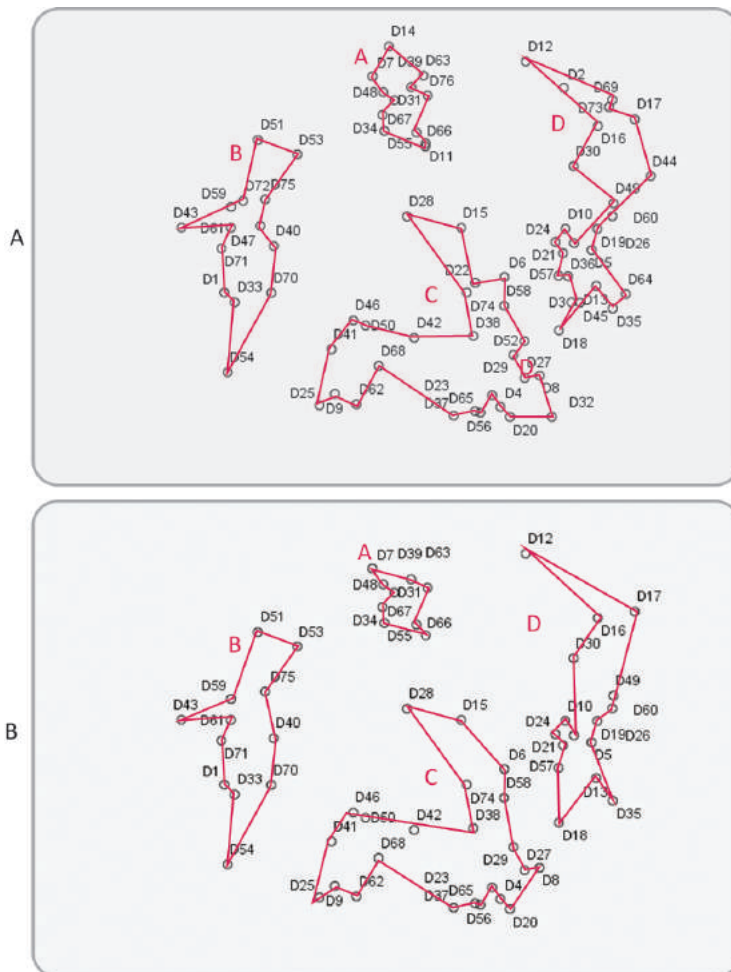 D14
D12
A D7 D39 D63
D76 D2
D48 D31 D69
D73 D17
D67 D
D34 D55 D66 D16
D51 D11
B D53 D30
D44
D59 D72 D75 D49
D28 D10
D43 D15 D24 D60
D61 D47 D40 D19 D26
A
D71 D22 D6 D57 D36 D5
D1 D33 D70 C D58 D64
D74 D13
D46 D45 D35
D50 D42 D38 D18
D41 D52
D54 D68 D29 D27
D8
D25 D62 D23 D4
D9 D37 D65 D32
D56 D20
D12
A D7 D39 D63
D48 D31
D67 D17
D34 D55 D66 D
D51 D16
B D53 D30
D59 D75 D49
D28 D10
D43 D15 D24 D60
D61 D40 D21 D19 D26
B
D71 D6 D57 D5
D1 D33 D70 C D58
D74 D13
D46 D35
D50 D42 D38 D18
D41
D54 D68 D29 D27
D8
D25 D62 D23 D4
D9 D37 D65
D56 D20